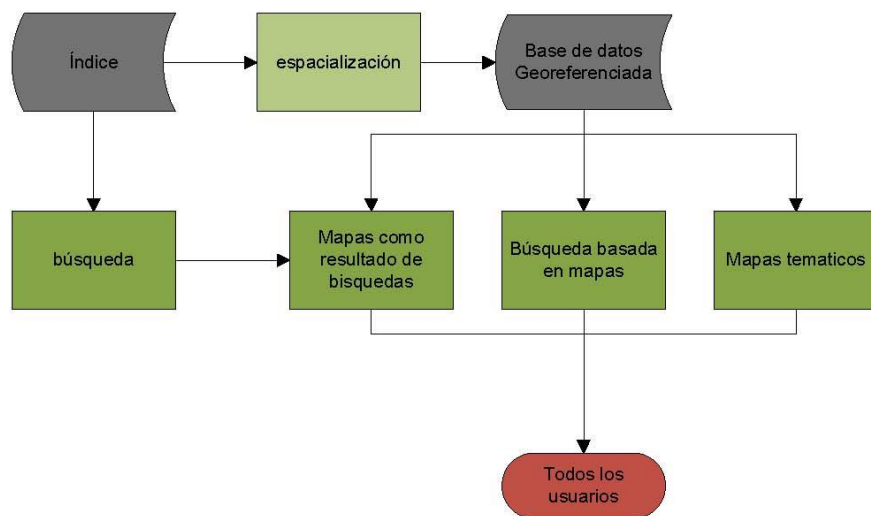 Índice
espacialización
Base de datos
Georeferenciada
búsqueda
Mapas como
resultado de
bisquedas
Búsqueda basada
en mapas
Mapas tematicos
Todos los
usuarios